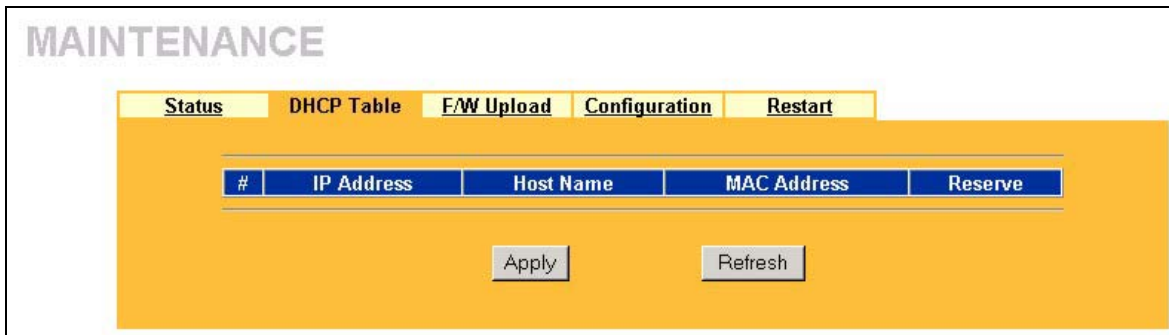 MAINTENANCE
Status DHCP Table F/W Upload Configuration Restart
# IP Address Host Name MAC Address Reserve
Apply Refresh